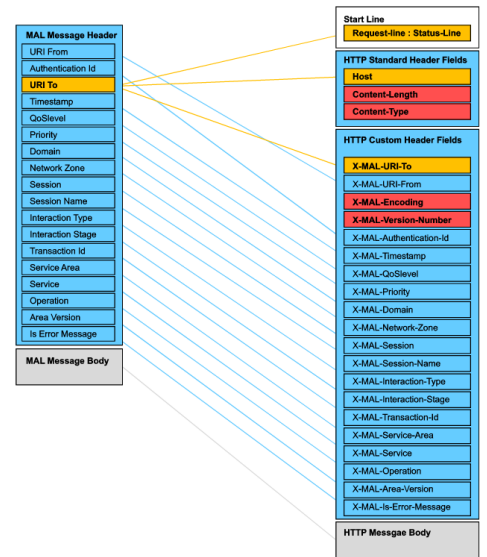 MAL Message Header
URI From
Authentication Id
URI To
Timestamp
QoSlevel
Priority
Domain
Network Zone
Session
Session Name
Interaction Type
Interaction Stage
Transaction Id
Service Area
Service
Operation
Area Version
Is Error Message
MAL Message Body
Start Line
Request-line : Status-Line
HTTP Standard Header Fields
Host
Content-Length
Content-Type
HTTP Custom Header Fields
X-MAL-URI-To
X-MAL-URI-From
X-MAL-Encoding
X-MAL-Version-Number
X-MAL-Authentication-Id
X-MAL-Timestamp
X-MAL-QoSlevel
X-MAL-Priority
X-MAL-Domain
X-MAL-Network-Zone
X-MAL-Session
X-MAL-Session-Name
X-MAL-Interaction-Type
X-MAL-Interaction-Stage
X-MAL-Transaction-Id
X-MAL-Service-Area
X-MAL-Service
X-MAL-Operation
X-MAL-Area-Version
X-MAL-Is-Error-Message
HTTP Messgae Body